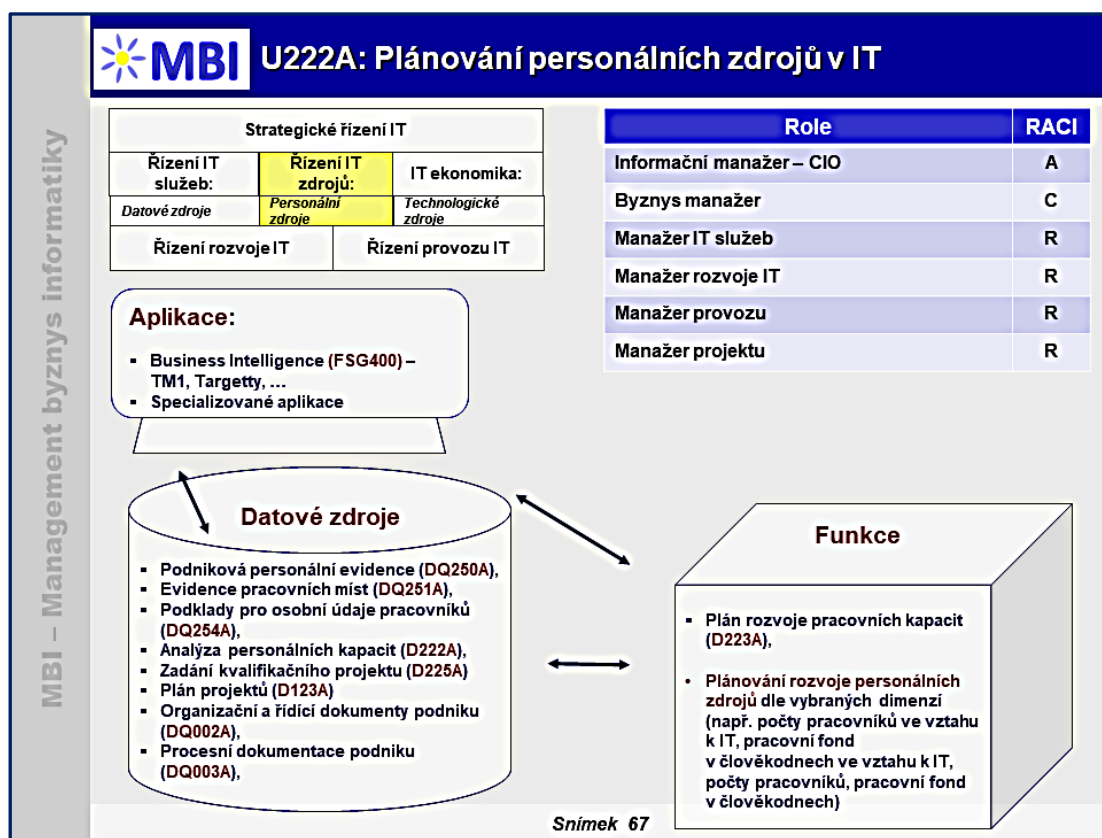 MBI
U222A: Plánování personálních zdrojů v IT
MBI – Management byznys informatiky
Strategické řízení IT
Řízení IT
služeb:
Řízení IT
zdrojů:
IT ekonomika:
Datové zdroje
Personální
zdroje
Technologické
zdroje
Řízení rozvoje IT
Řízení provozu IT
Role RACI
Informační manažer – CIO A
Byznys manažer C
Manažer IT služeb R
Manažer rozvoje IT R
Manažer provozu R
Manažer projektu R
Aplikace:
▪ Business Intelligence (FSG400) –
TM1, Targetty, ...
▪ Specializované aplikace
Datové zdroje
▪ Podniková personální evidence (DQ250A),
▪ Evidence pracovních míst (DQ251A),
▪ Podklady pro osobní údaje pracovníků
(DQ254A),
▪ Analýza personálních kapacit (D222A),
▪ Zadání kvalifikačního projektu (D225A)
▪ Plán projektů (D123A)
▪ Organizační a řídící dokumenty podniku
(DQ002A),
▪ Procesní dokumentace podniku
(DQ003A),
Funkce
▪ Plán rozvoje pracovních kapacit
(D223A),
• Plánování rozvoje personálních
zdrojů dle vybraných dimenzí
(např. počty pracovníků ve vztahu
k IT, pracovní fond
v člověkodnech ve vztahu k IT,
počty pracovníků, pracovní fond
v člověkodnech)
Snímek 67